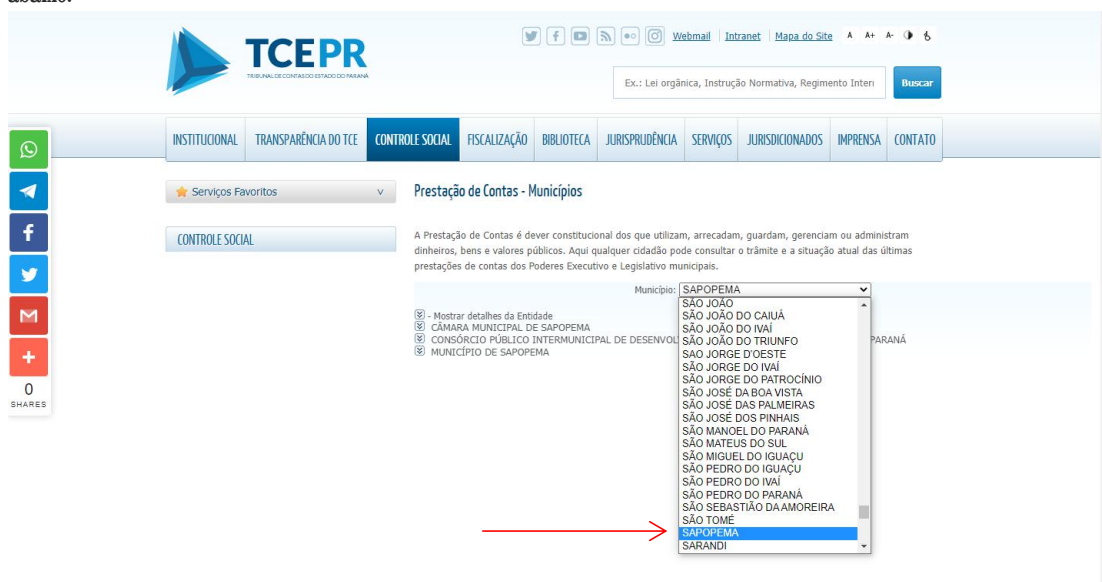 abaixo.
TCEPR
TRIBUNAL DE CONTAS DO ESTADO DO PARANÁ
Webmail Intranet Mapa do Site A A+ A-
Ex.: Lei orgânica, Instrução Normativa, Regimento Intern
Buscar
INSTITUCIONAL TRANSPARÊNCIA DO TCE CONTROLE SOCIAL FISCALIZAÇÃO BIBLIOTECA JURISPRUDÊNCIA SERVIÇOS JURISDICIONADOS IMPRENSA CONTATO
Serviços Favoritos v
CONTROLE SOCIAL
0
SHARES
Prestação de Contas - Municípios
A Prestação de Contas é dever constitucional dos que utilizam, arrecadam, guardam, gerenciam ou administram
dinheiros, bens e valores públicos. Aqui qualquer cidadão pode consultar o trâmite e a situação atual das últimas
prestações de contas dos Poderes Executivo e Legislativo municipais.
Município: SAPOPEMA
- Mostrar detalhes da Entidade
CÂMARA MUNICIPAL DE SAPOPEMA
CONSÓRCIO PÚBLICO INTERMUNICIPAL DE DESENVOL PARANÁ
MUNICÍPIO DE SAPOPEMA
SÃO JOÃO
SÃO JOÃO DO CAIUÁ
SÃO JOÃO DO IVAÍ
SÃO JOÃO DO TRIUNFO
SAO JORGE D'OESTE
SÃO JORGE DO IVAÍ
SÃO JORGE DO PATROCÍNIO
SÃO JOSÉ DA BOA VISTA
SÃO JOSÉ DAS PALMEIRAS
SÃO JOSÉ DOS PINHAIS
SÃO MANOEL DO PARANÁ
SÃO MATEUS DO SUL
SÃO MIGUEL DO IGUAÇU
SÃO PEDRO DO IGUAÇU
SÃO PEDRO DO IVAÍ
SÃO PEDRO DO PARANÁ
SÃO SEBASTIÃO DA AMOREIRA
SÃO TOMÉ
SAPOPEMA
SARANDI